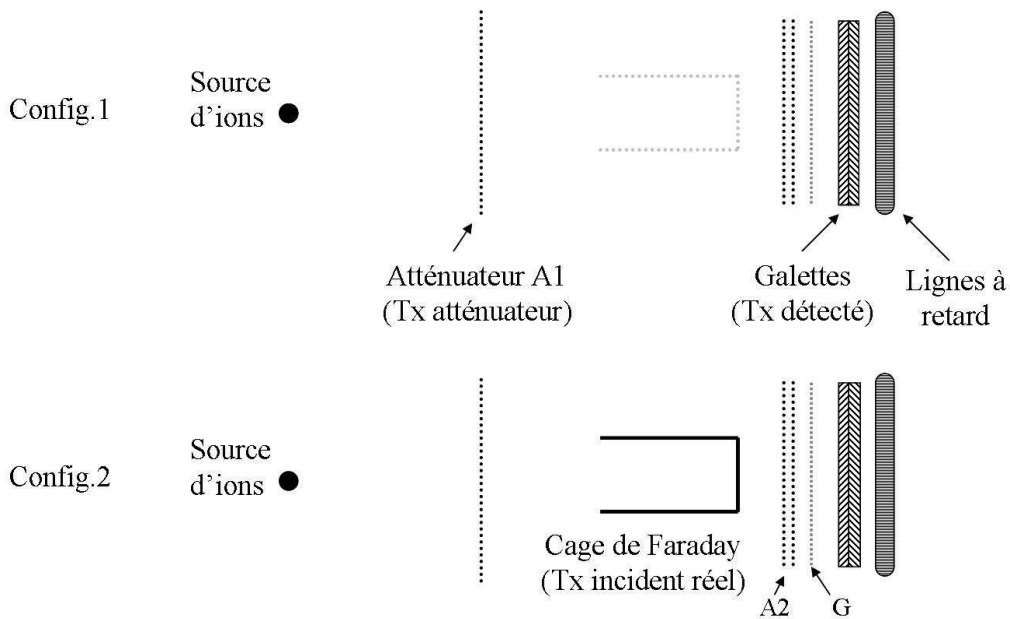 Config.1
Source
d'ions
Atténuateur A1
(Tx atténuateur)
Galettes
(Tx détecté)
Lignes à
retard
Config.2
Source
d'ions
Cage de Faraday
(Tx incident réel)
A2
G